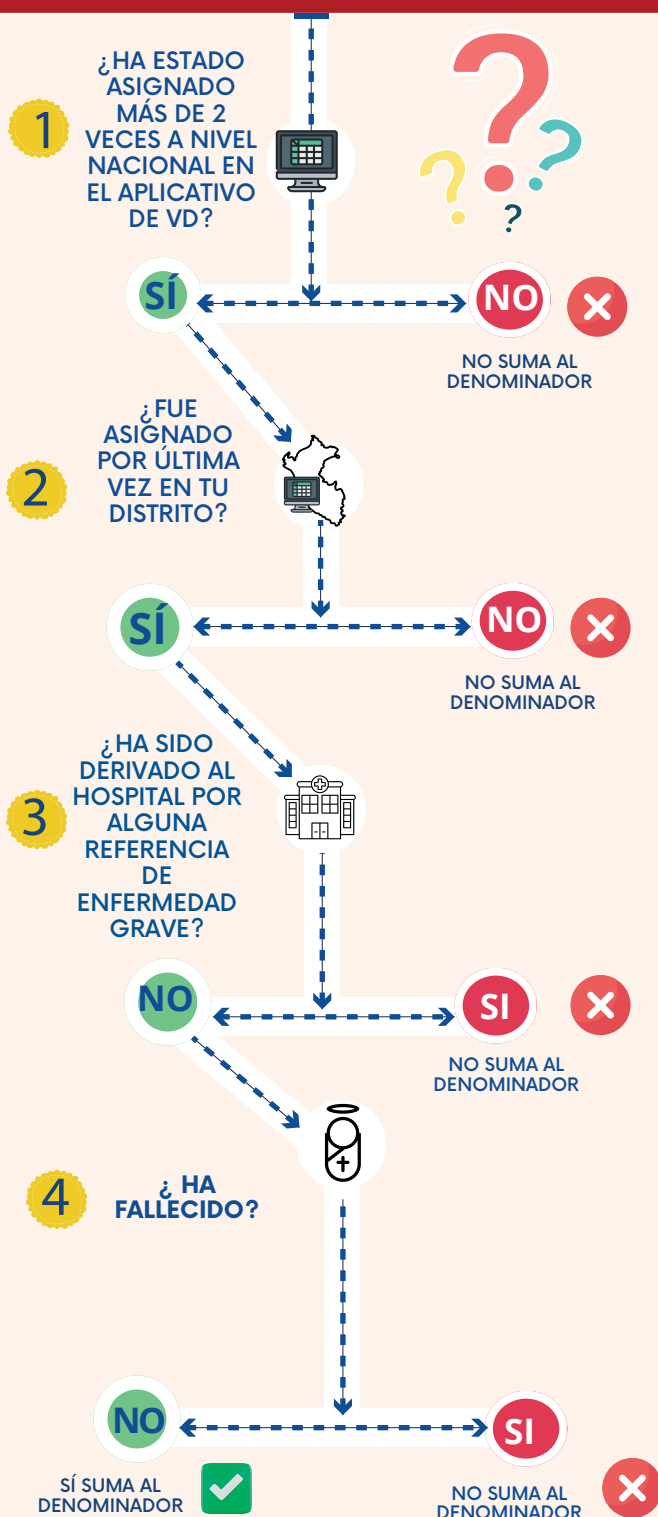 1
¿HA ESTADO
ASIGNADO
MÁS DE 2
VECES A NIVEL
NACIONAL EN
EL APLICATIVO
DE VD?
?
?
?
?
SÍ
NO
NO SUMA AL
DENOMINADOR
2
¿FUE
ASIGNADO
POR ÚLTIMA
VEZ EN TU
DISTRITO?
SÍ
NO
NO SUMA AL
DENOMINADOR
3
¿HA SIDO
DERIVADO AL
HOSPITAL POR
ALGUNA
REFERENCIA
DE
ENFERMEDAD
GRAVE?
NO
SI
NO SUMA AL
DENOMINADOR
4
¿ HA
FALLECIDO?
NO
SI
SÍ SUMA AL
DENOMINADOR
NO SUMA AL
DENOMINADOR